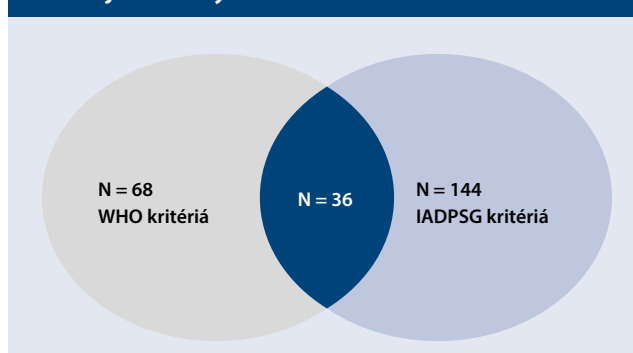 N = 68
WHO kritériá
N = 36
N = 144
IADPSG kritériá